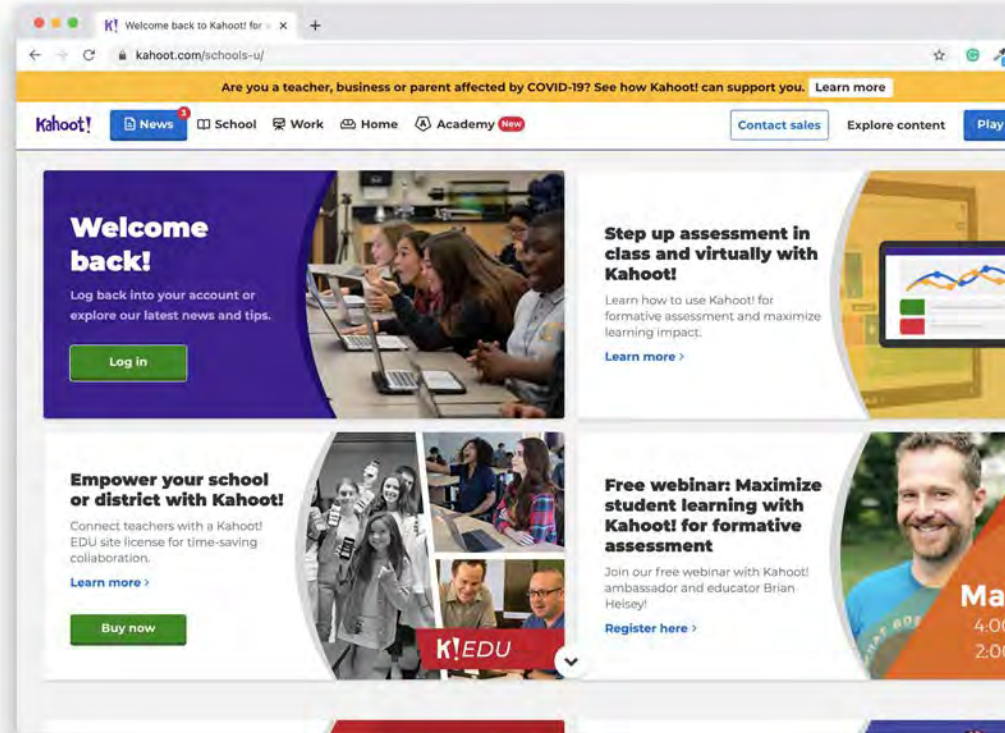 K! Welcome back to Kahoot! for
kahoot.com/schools-u/
Are you a teacher, business or parent affected by COVID-19? See how Kahoot! can support you. Learn more
Kahoot! News 3 School Work Home Academy New Contact sales Explore content Play
Welcome
back!
Log back into your account or
explore our latest news and tips.
Log in
Step up assessment in
class and virtually with
Kahoot!
Learn how to use Kahoot! for
formative assessment and maximize
learning impact.
Learn more >
Empower your school
or district with Kahoot!
Connect teachers with a Kahoot!
EDU site license for time-saving
collaboration.
Learn more >
Buy now
K!EDU
Free webinar: Maximize
student learning with
Kahoot! for formative
assessment
Join our free webinar with Kahoot!
ambassador and educator Brian
Heisey!
Register here >
Ma
4:00
2:00